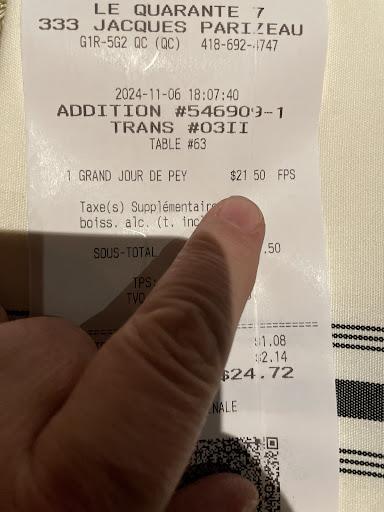 LE QUARANTE 7
333 JACQUES PARIZEAU
G1R-5G2 QC (QC) 418-692-4747
2024-11-06 18:07:40
ADDITION #546909-1
TRANS #03II
TABLE #63
1 GRAND JOUR DE PEY $21.50 FPS
Taxe(s) Supplémentaire
boiss. alc. (t. inc
SOUS-TOTAL .50
TPS:
TVQ
$1.08
$2.14
$24.72
NALE